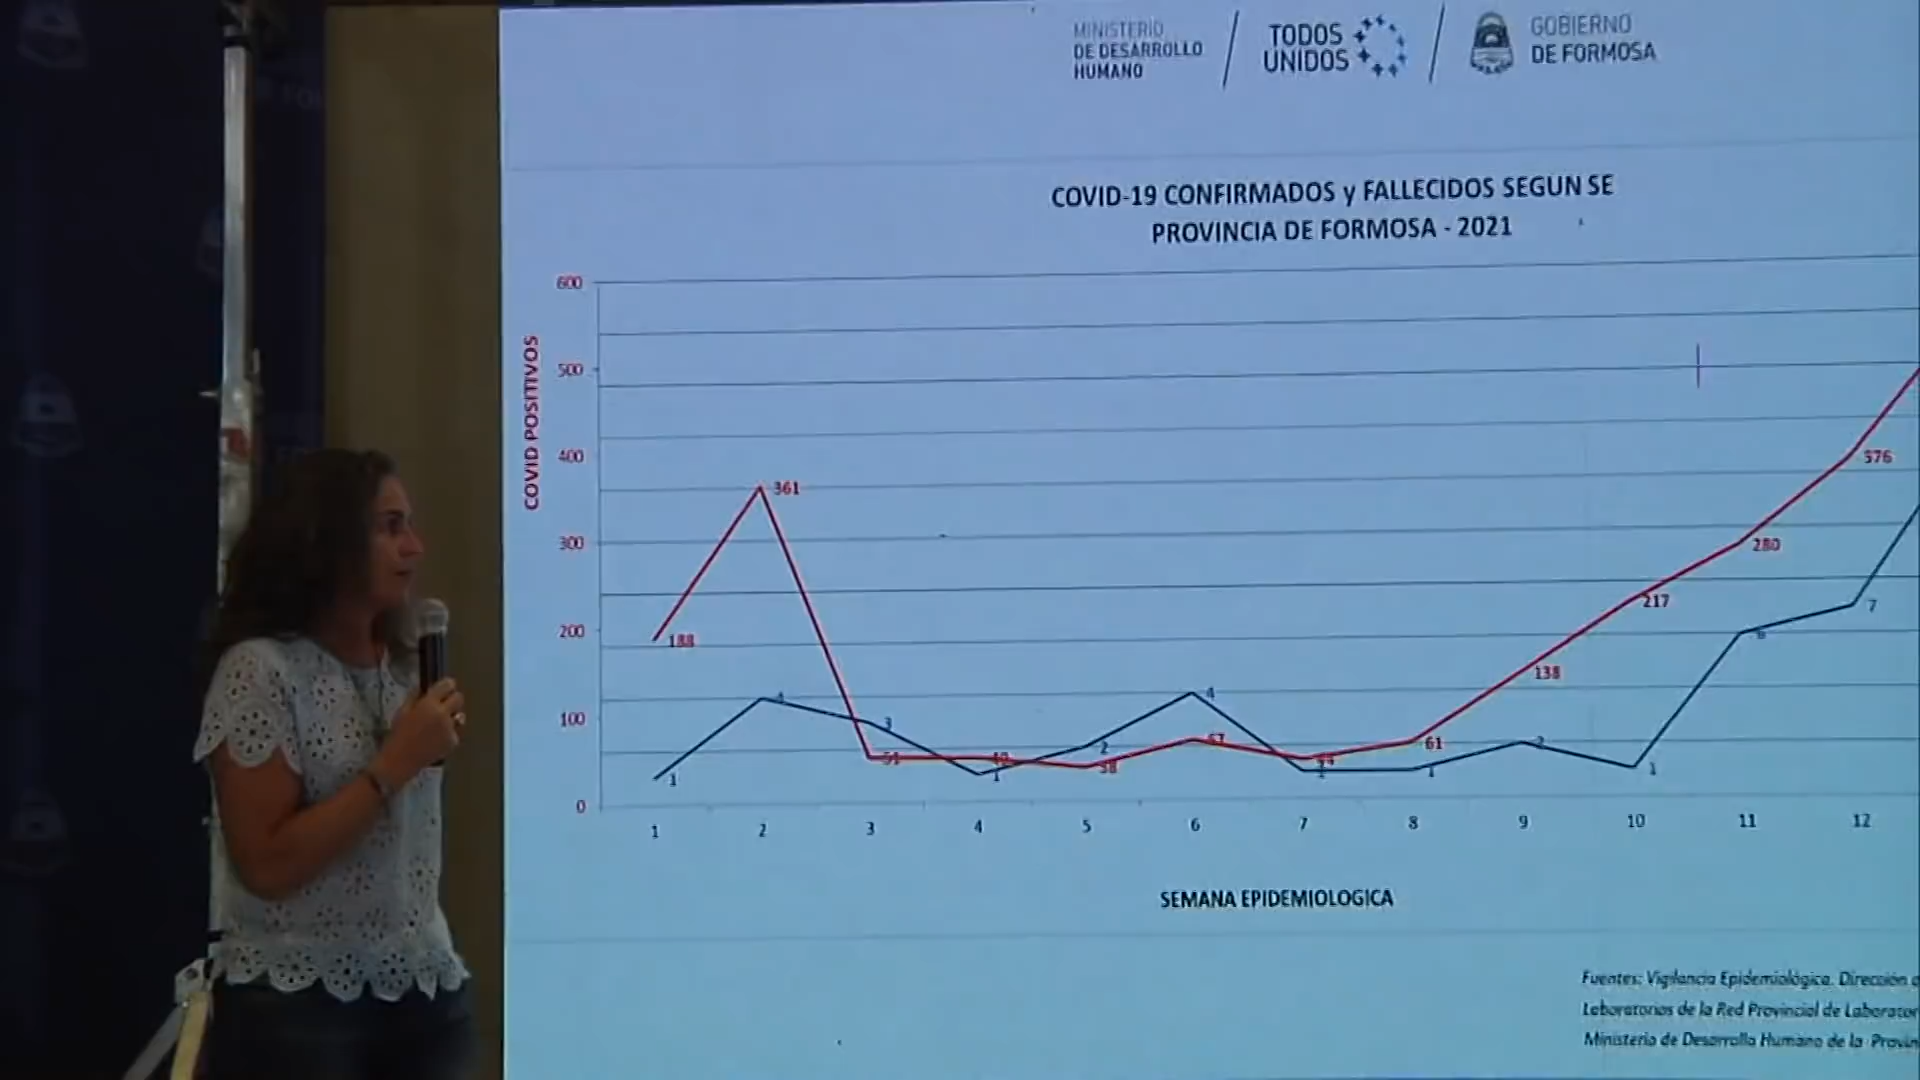 MINISTERIO
DE DESARROLLO
HUMANO
TODOS
UNIDOS
GOBIERNO
DE FORMOSA
COVID-19 CONFIRMADOS y FALLECIDOS SEGUN SE
PROVINCIA DE FORMOSA - 2021
COVID POSITIVOS
600
500
400
300
200
100
0
188
361
51
38
67
61
138
217
280
376
1
4
3
1
2
4
1
1
2
1
6
7
1 2 3 4 5 6 7 8 9 10 11 12
SEMANA EPIDEMIOLOGICA
Fuentes: Vigilancia Epidemiológica. Dirección
Laboratorios de la Red Provincial de
Ministerio de Desarrollo Humano de la